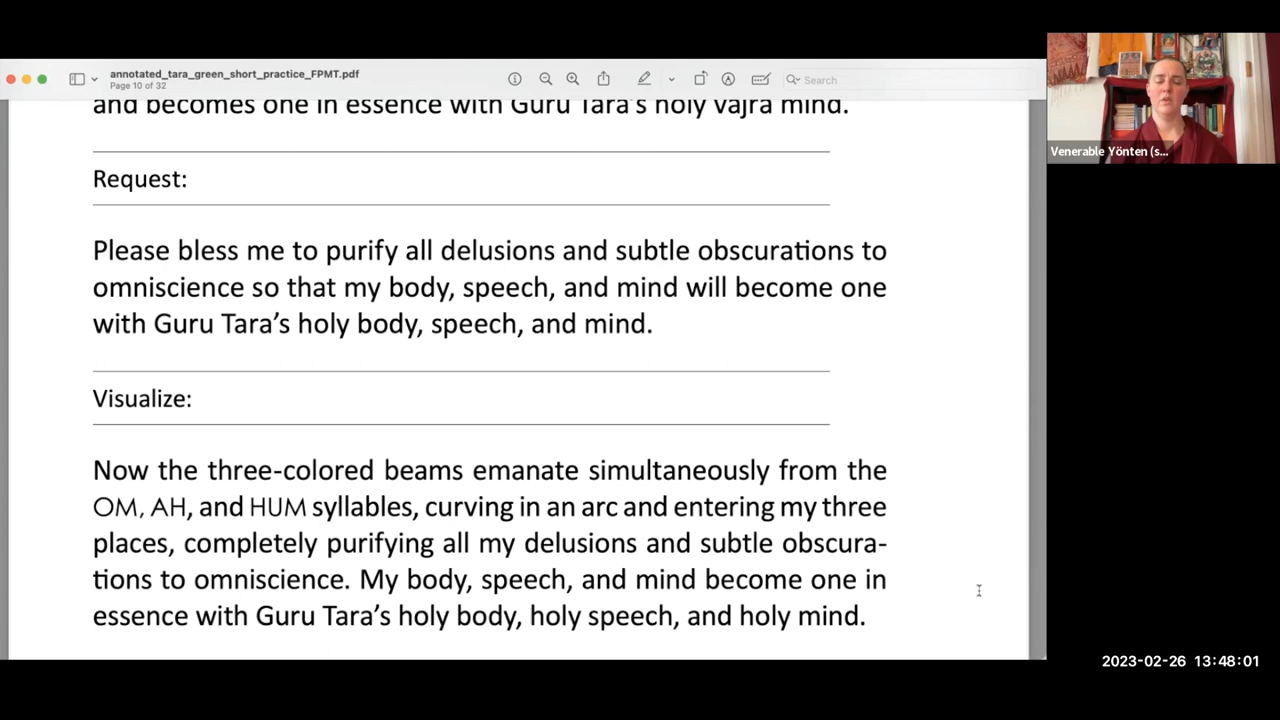 annotated_tara_green_short_practice_FPMT.pdf
Page 10 of 32
Search
and becomes one in essence with Guru Tara's holy vajra mind.
Request:
Please bless me to purify all delusions and subtle obscurations to
omniscience so that my body, speech, and mind will become one
with Guru Tara’s holy body, speech, and mind.
Visualize:
Now the three-colored beams emanate simultaneously from the
OM, AH, and HUM syllables, curving in an arc and entering my three
places, completely purifying all my delusions and subtle obscura-
tions to omniscience. My body, speech, and mind become one in
essence with Guru Tara’s holy body, holy speech, and holy mind.
Venerable Yönten (s...
2023-02-26 13:48:01